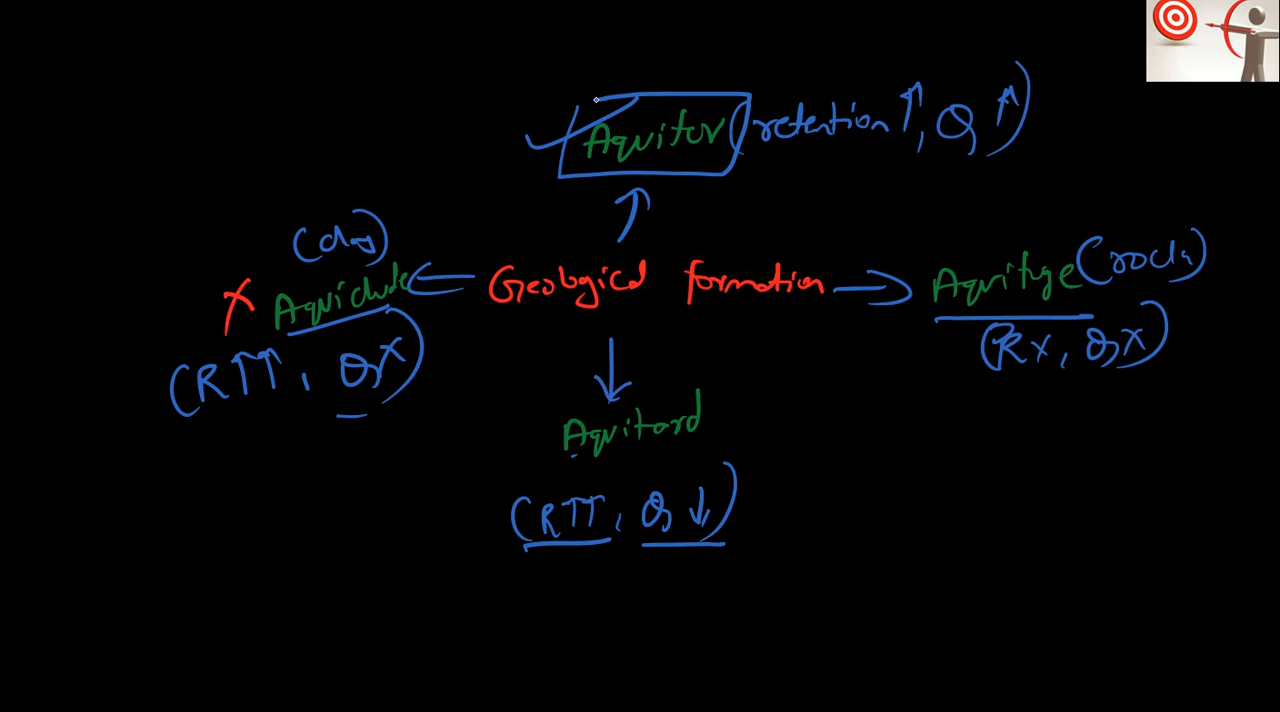 Aquifer (retention ↑, Q ↑)
(clay)
Aquiclude ← Geological formation → Aquifuge (rock)
X
(R↑↑, Q X)
(R X, Q X)
Aquitard
(R↑↑, Q ↓)